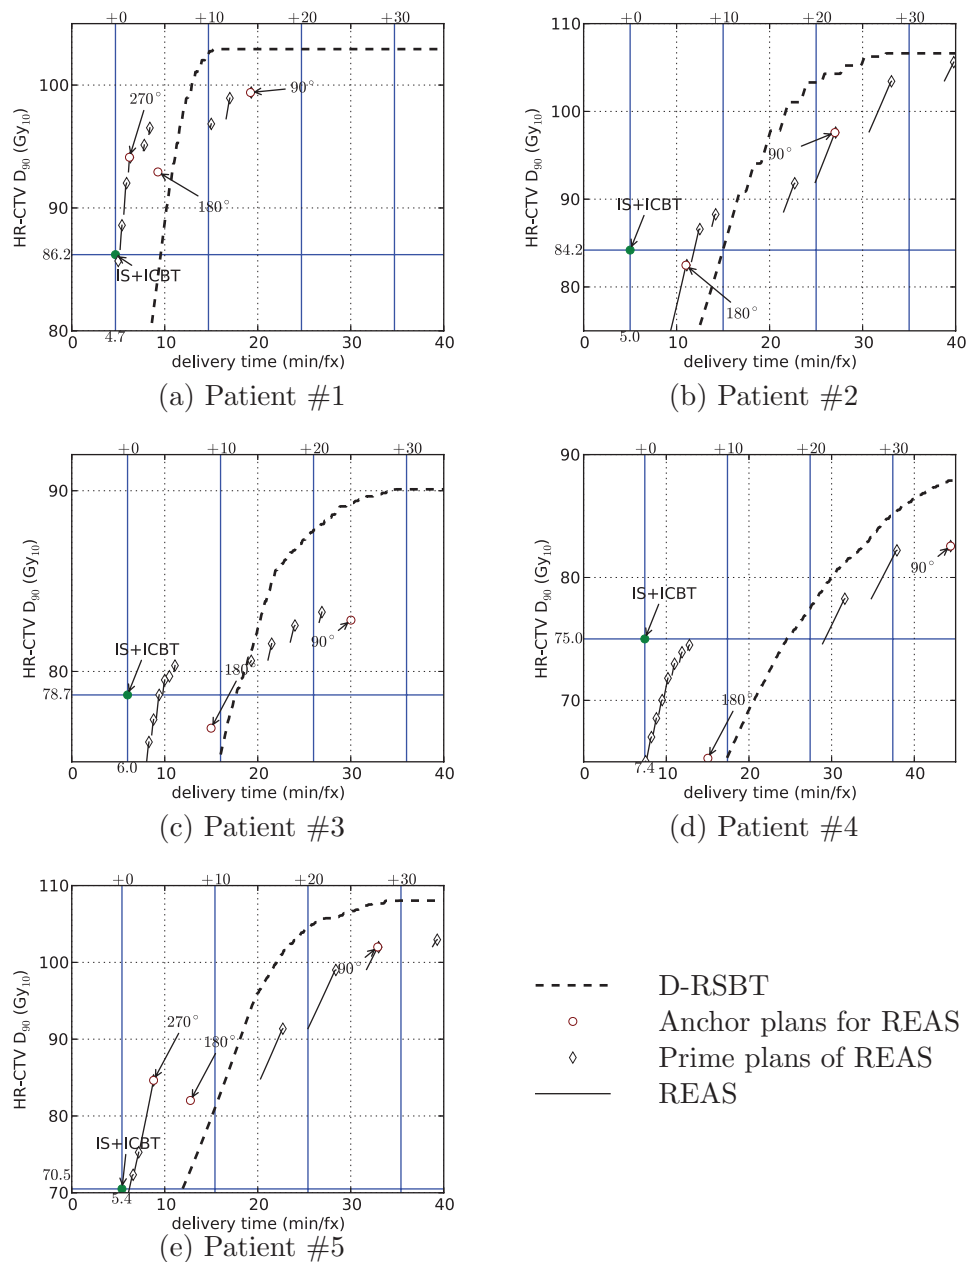 +0 +10 +20 +30
HR-CTV D90 (Gy10)
100
90
86.2
80
270°
90°
180°
IS+ICBT
4.7
0 10 20 30 40
delivery time (min/fx)
(a) Patient #1
+0 +10 +20 +30
HR-CTV D90 (Gy10)
110
100
90
84.2
80
90°
IS+ICBT
180°
5.0
0 10 20 30 40
delivery time (min/fx)
(b) Patient #2
+0 +10 +20 +30
HR-CTV D90 (Gy10)
90
80
78.7
IS+ICBT
180
90°
6.0
0 10 20 30 40
delivery time (min/fx)
(c) Patient #3
+0 +10 +20 +30
HR-CTV D90 (Gy10)
90
80
75.0
70
IS+ICBT
90°
180°
7.4
0 10 20 30 40
delivery time (min/fx)
(d) Patient #4
+0 +10 +20 +30
HR-CTV D90 (Gy10)
110
100
90
80
70.5
70
90°
270°
180°
IS+ICBT
5.4
0 10 20 30 40
delivery time (min/fx)
(e) Patient #5
D-RSBT
Anchor plans for REAS
Prime plans of REAS
REAS